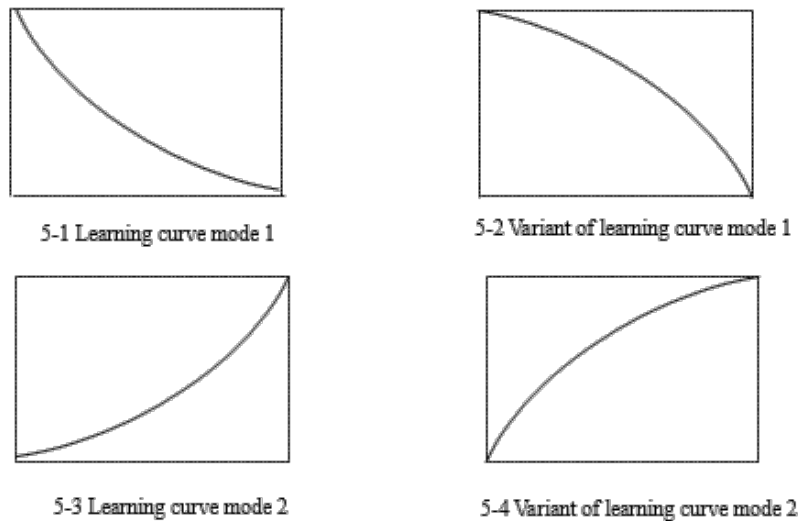 5-1 Learning curve mode 1
5-2 Variant of learning curve mode 1
5-3 Learning curve mode 2
5-4 Variant of learning curve mode 2